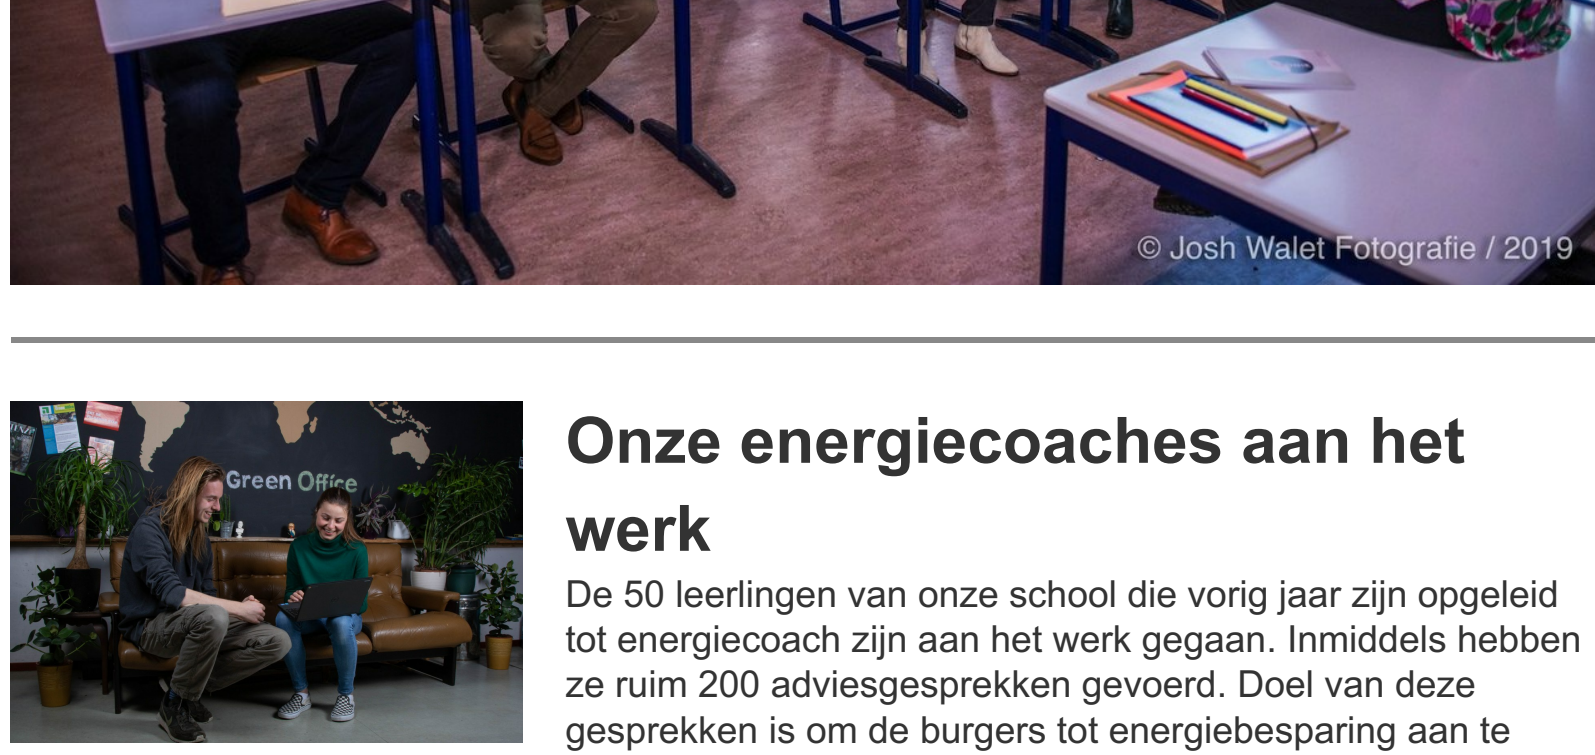 © Josh Walet Fotografie / 2019
Green Office
Onze energiecoaches aan het
werk
De 50 leerlingen van onze school die vorig jaar zijn opgeleid
tot energiecoach zijn aan het werk gegaan. Inmiddels hebben
ze ruim 200 adviesgesprekken gevoerd. Doel van deze
gesprekken is om de burgers tot energiebesparing aan te